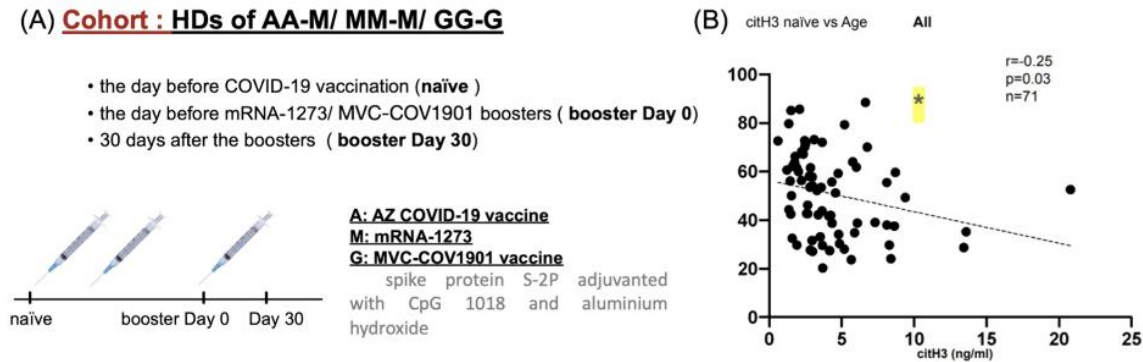 (A) Cohort : HDs of AA-M/ MM-M/ GG-G
• the day before COVID-19 vaccination (naïve )
• the day before mRNA-1273/ MVC-COV1901 boosters ( booster Day 0)
• 30 days after the boosters ( booster Day 30)
A: AZ COVID-19 vaccine
M: mRNA-1273
G: MVC-COV1901 vaccine
spike protein S-2P adjuvanted
with CpG 1018 and aluminium
hydroxide
naïve booster Day 0 Day 30
(B) citH3 naïve vs Age All
r=-0.25
p=0.03
n=71
*
100
80
60
40
20
0
0 5 10 15 20 25
citH3 (ng/ml)